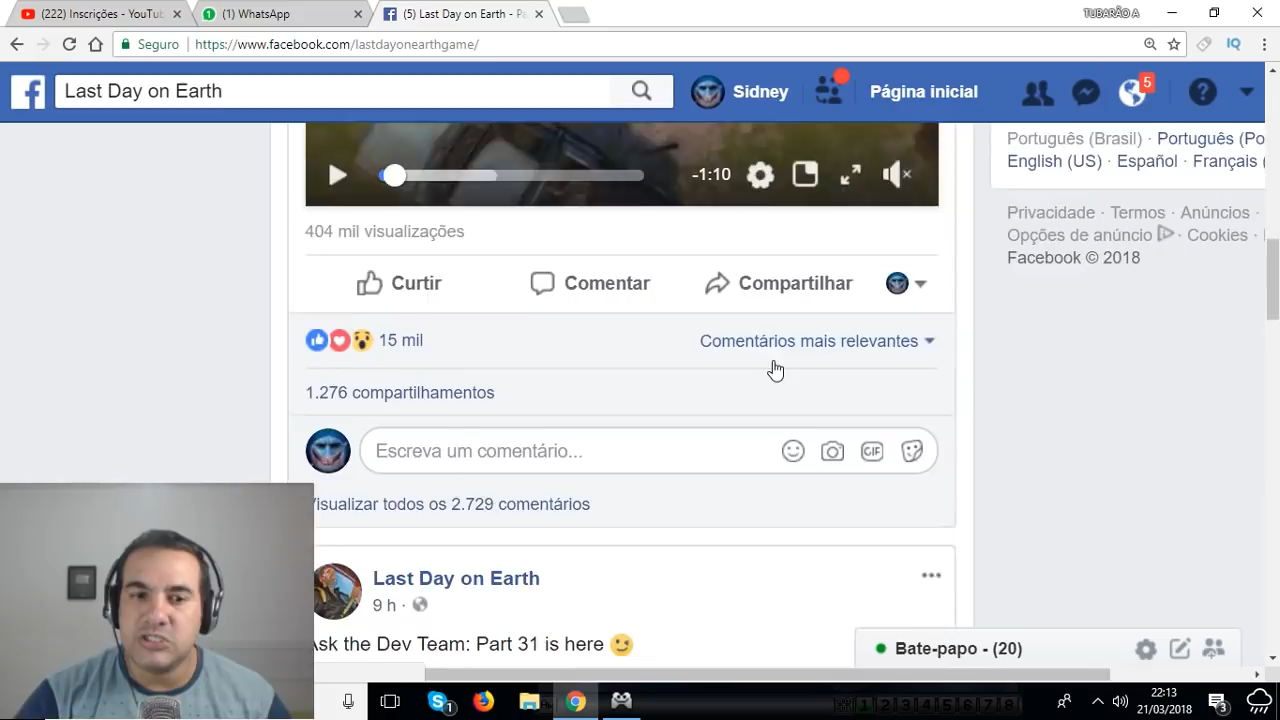 (222) Inscrições - YouTu
(1) WhatsApp
(5) Last Day on Earth - Pá
TUBARÃO A
Seguro
https://www.facebook.com/lastdayonearthgame/
Last Day on Earth
Sidney
Página inicial
5
Português (Brasil) · Português (Po
English (US) · Español · Français (
-1:10
404 mil visualizações
Privacidade · Termos · Anúncios ·
Opções de anúncio · Cookies ·
Facebook © 2018
Curtir
Comentar
Compartilhar
15 mil
Comentários mais relevantes
1.276 compartilhamentos
Escreva um comentário...
GIF
Visualizar todos os 2.729 comentários
Last Day on Earth
9 h ·
Ask the Dev Team: Part 31 is here
Bate-papo - (20)
1
22:13
21/03/2018
3